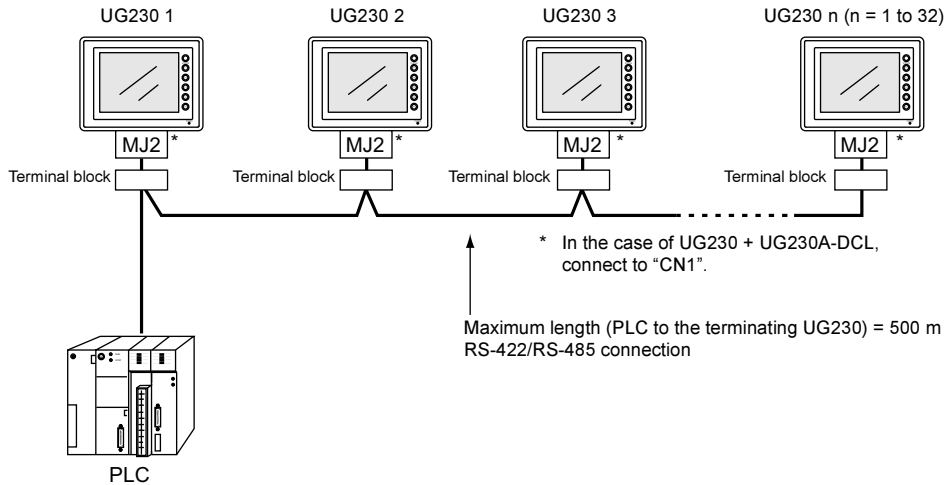 UG230 1
UG230 2
UG230 3
UG230 n (n = 1 to 32)
MJ2 *
MJ2 *
MJ2 *
MJ2 *
Terminal block
Terminal block
Terminal block
Terminal block
* In the case of UG230 + UG230A-DCL,
connect to “CN1”.
Maximum length (PLC to the terminating UG230) = 500 m
RS-422/RS-485 connection
PLC